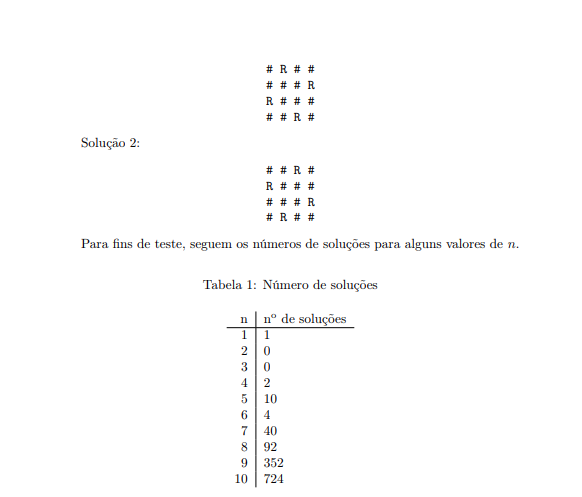 # R # #
# # # R
R # # #
# # R #
Solução 2:
# # R #
R # # #
# # # R
# R # #
Para fins de teste, seguem os números de soluções para alguns valores de n.
Tabela 1: Número de soluções
n nº de soluções
1 1
2 0
3 0
4 2
5 10
6 4
7 40
8 92
9 352
10 724